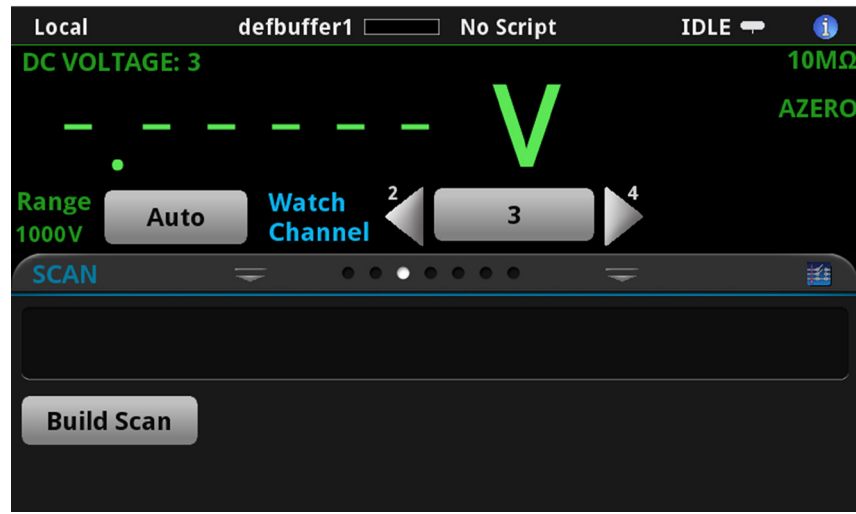 Local defbuffer1 No Script IDLE i
DC VOLTAGE: 3 10MΩ
AZERO
-.----- V
Range 1000V Auto Watch Channel 2 3 4
SCAN
Build Scan